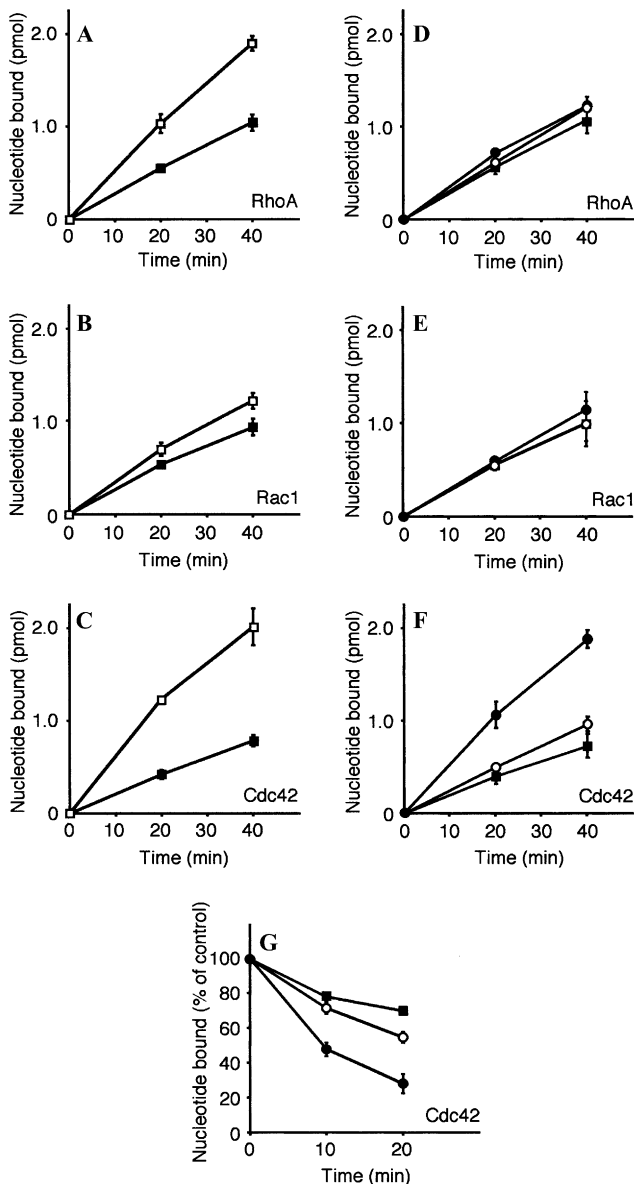 A
Nucleotide bound (pmol)
2.0
1.0
0
0 10 20 30 40
RhoA
Time (min)
D
Nucleotide bound (pmol)
2.0
1.0
0
0 10 20 30 40
RhoA
Time (min)
B
Nucleotide bound (pmol)
2.0
1.0
0
0 10 20 30 40
Rac1
Time (min)
E
Nucleotide bound (pmol)
2.0
1.0
0
0 10 20 30 40
Rac1
Time (min)
C
Nucleotide bound (pmol)
2.0
1.0
0
0 10 20 30 40
Cdc42
Time (min)
F
Nucleotide bound (pmol)
2.0
1.0
0
0 10 20 30 40
Cdc42
Time (min)
G
Nucleotide bound (% of control)
100
80
60
40
20
0
0 10 20
Cdc42
Time (min)